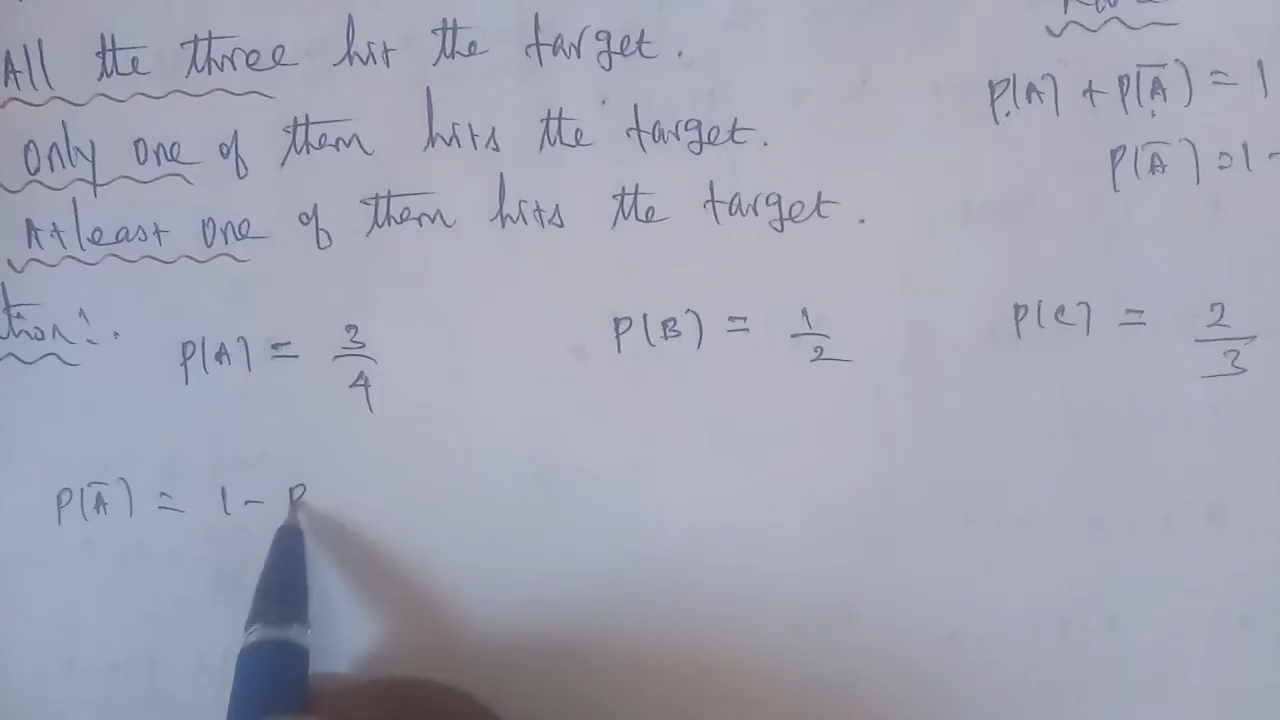 All the three hit the target.
P(A) + P(Ā) = 1
only one of them hits the target.
P(Ā) = 1 -
Atleast one of them hits the target.
tion:
P(A) = 3/4
P(B) = 1/2
P(C) = 2/3
P(Ā) = 1 - P